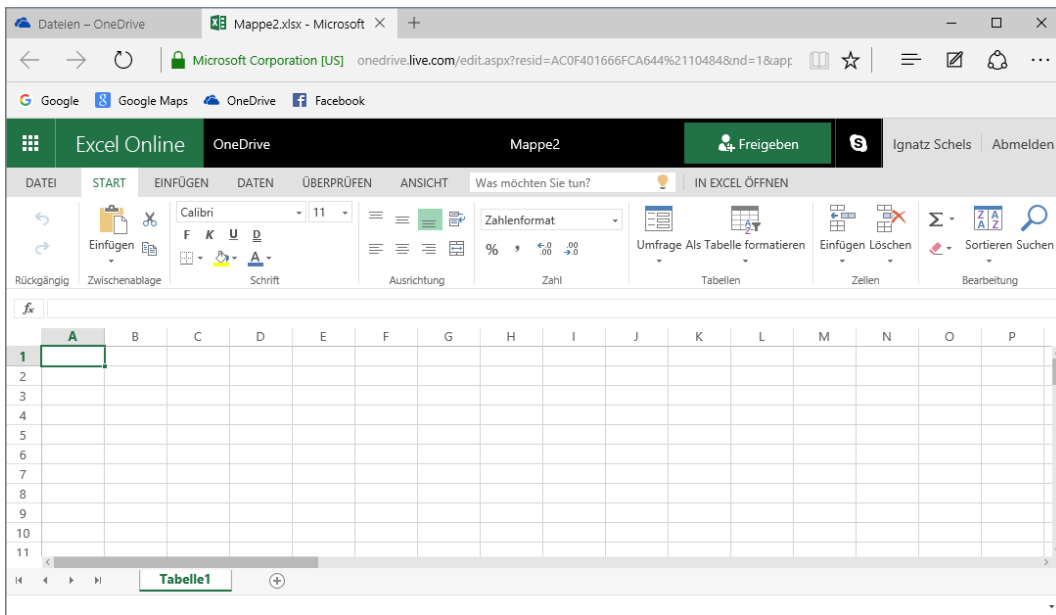 Dateien – OneDrive Mappe2.xlsx - Microsoft
Microsoft Corporation [US] onedrive.live.com/edit.aspx?resid=AC0F401666FCA644%2110484&nd=1&app
Google Google Maps OneDrive Facebook
Excel Online OneDrive Mappe2 Freigeben Ignatz Schels Abmelden
DATEI START EINFÜGEN DATEN ÜBERPRÜFEN ANSICHT Was möchten Sie tun? IN EXCEL ÖFFNEN
Calibri 11 Zahlenformat
F K U D % , ,0 ,00 ,00 ,0
Einfügen Umfrage Als Tabelle formatieren Einfügen Löschen Sortieren Suchen
Rückgängig Zwischenablage Schrift Ausrichtung Zahl Tabellen Zellen Bearbeitung
fx
A B C D E F G H I J K L M N O P
1
2
3
4
5
6
7
8
9
10
11
Tabelle1